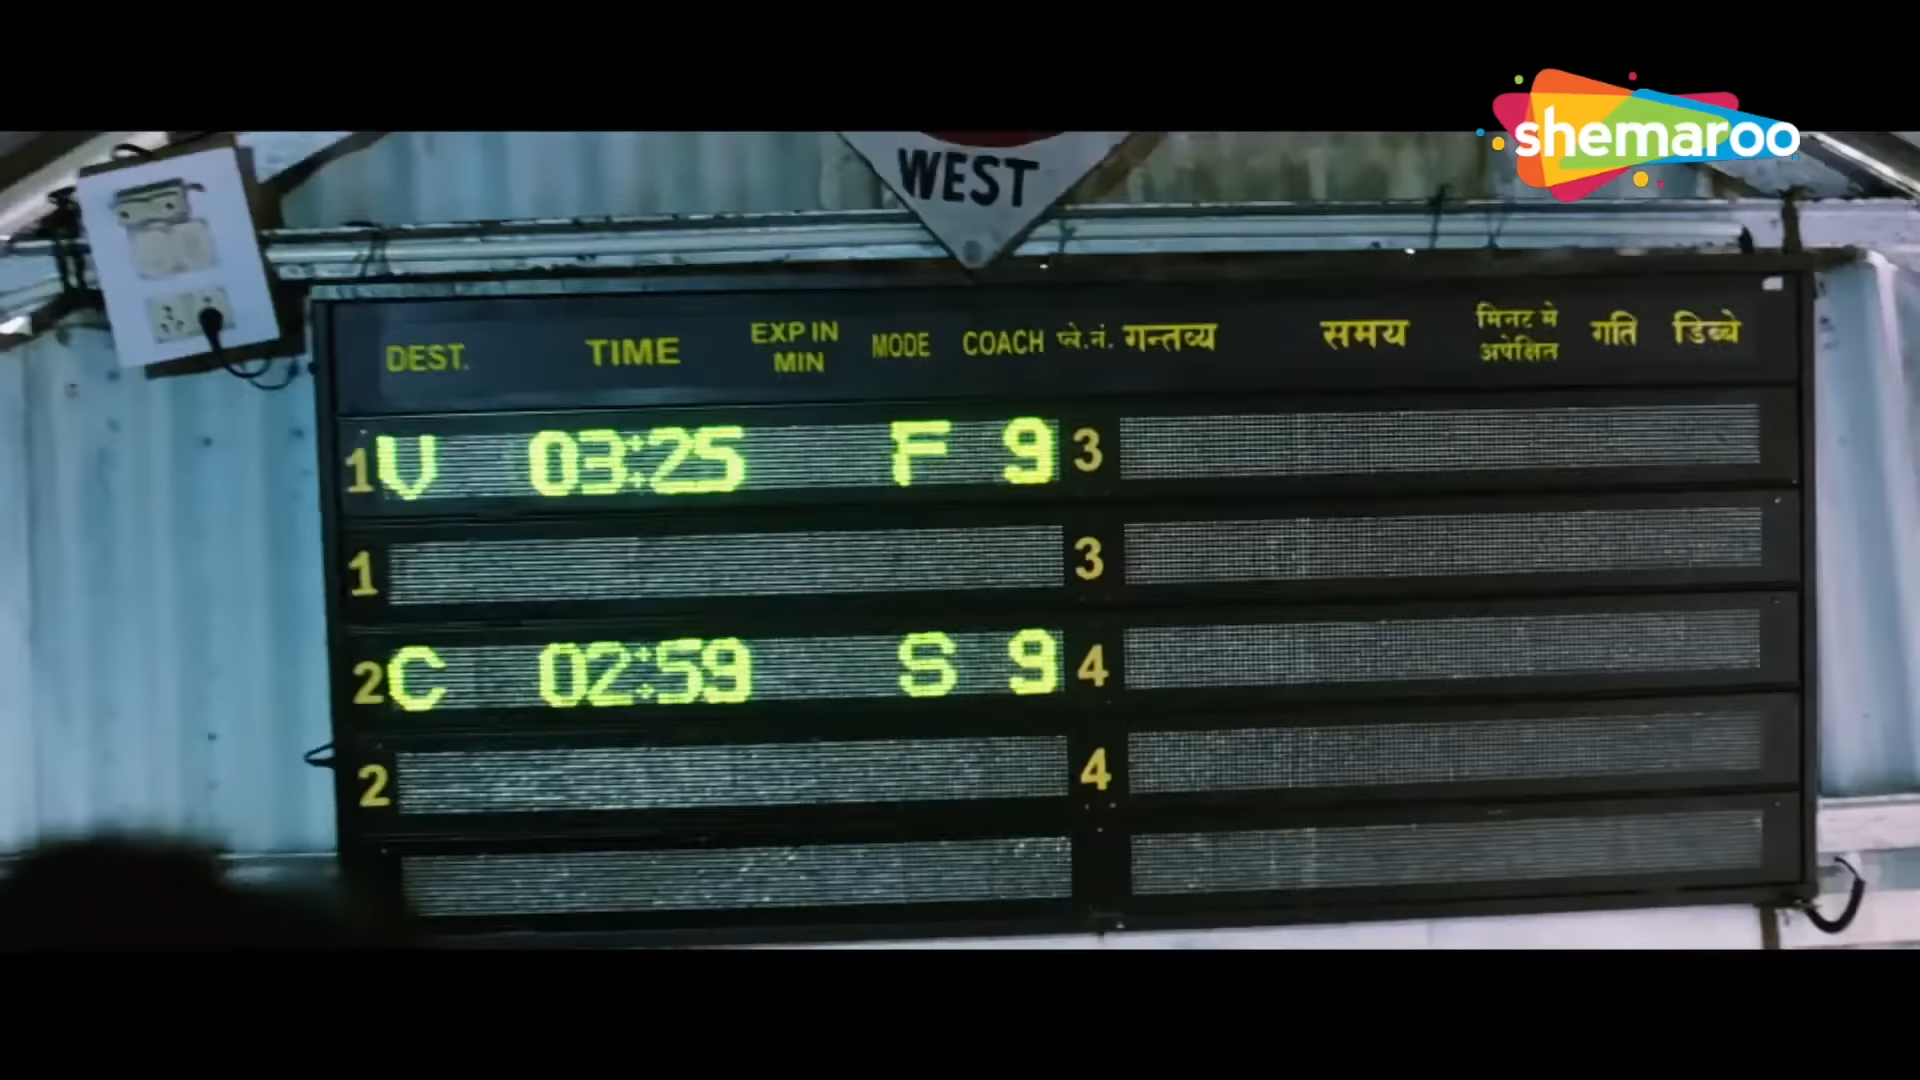 shemaroo
WEST
DEST. TIME EXP IN MIN MODE COACH प्ले.नं. गन्तव्य समय मिनट मे अपेक्षित गति डिब्बे
1 V 03:25 F 9 3
1 3
2 C 02:59 S 9 4
2 4